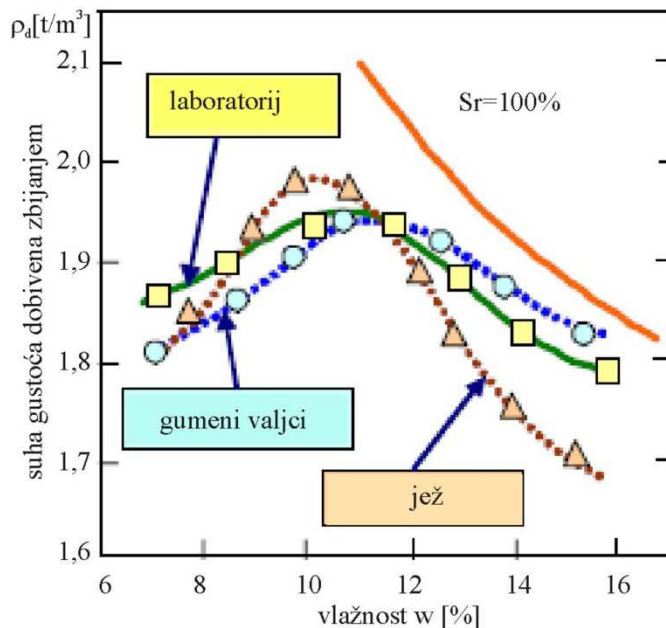 ρd[t/m³]
2,1
laboratorij
Sr=100%
2,0
1,9
1,8
gumeni valjci
1,7
jež
1,6
6 8 10 12 14 16
vlažnost w [%]
suha gustoća dobivena zbijanjem